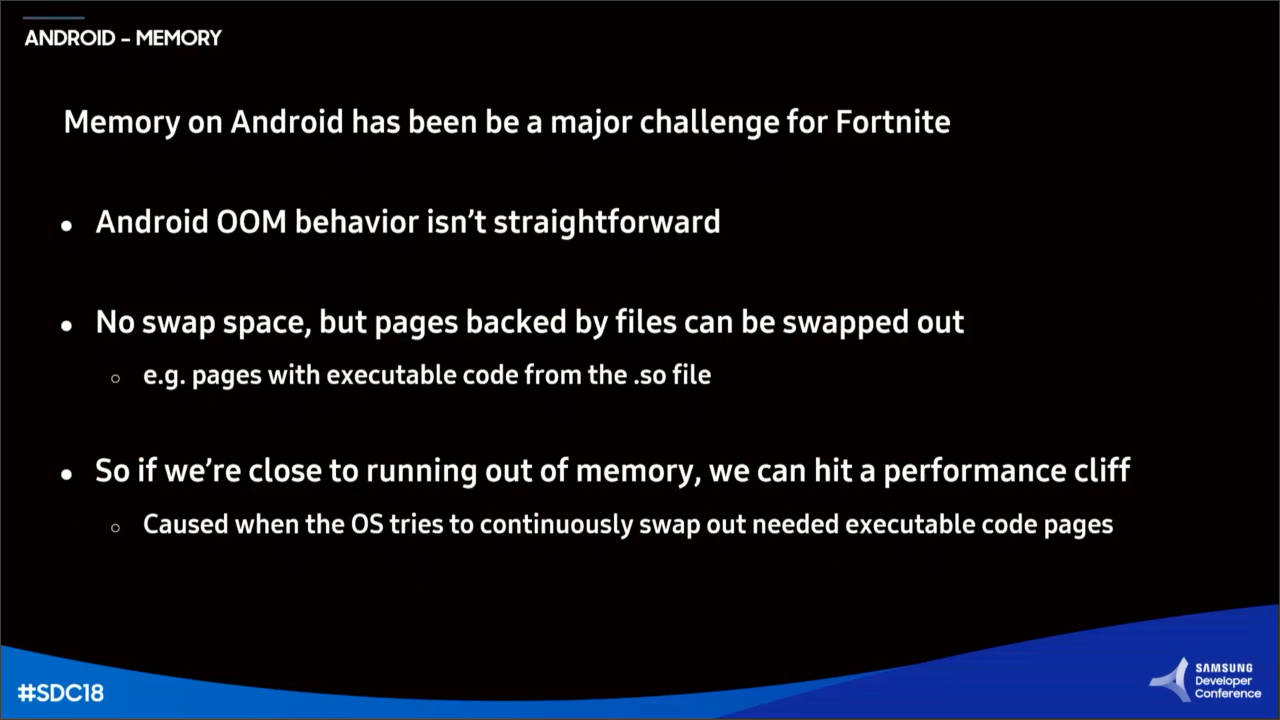 ANDROID – MEMORY
Memory on Android has been be a major challenge for Fortnite
• Android OOM behavior isn’t straightforward
• No swap space, but pages backed by files can be swapped out
○ e.g. pages with executable code from the .so file
• So if we’re close to running out of memory, we can hit a performance cliff
○ Caused when the OS tries to continuously swap out needed executable code pages
#SDC18
SAMSUNG
Developer
Conference